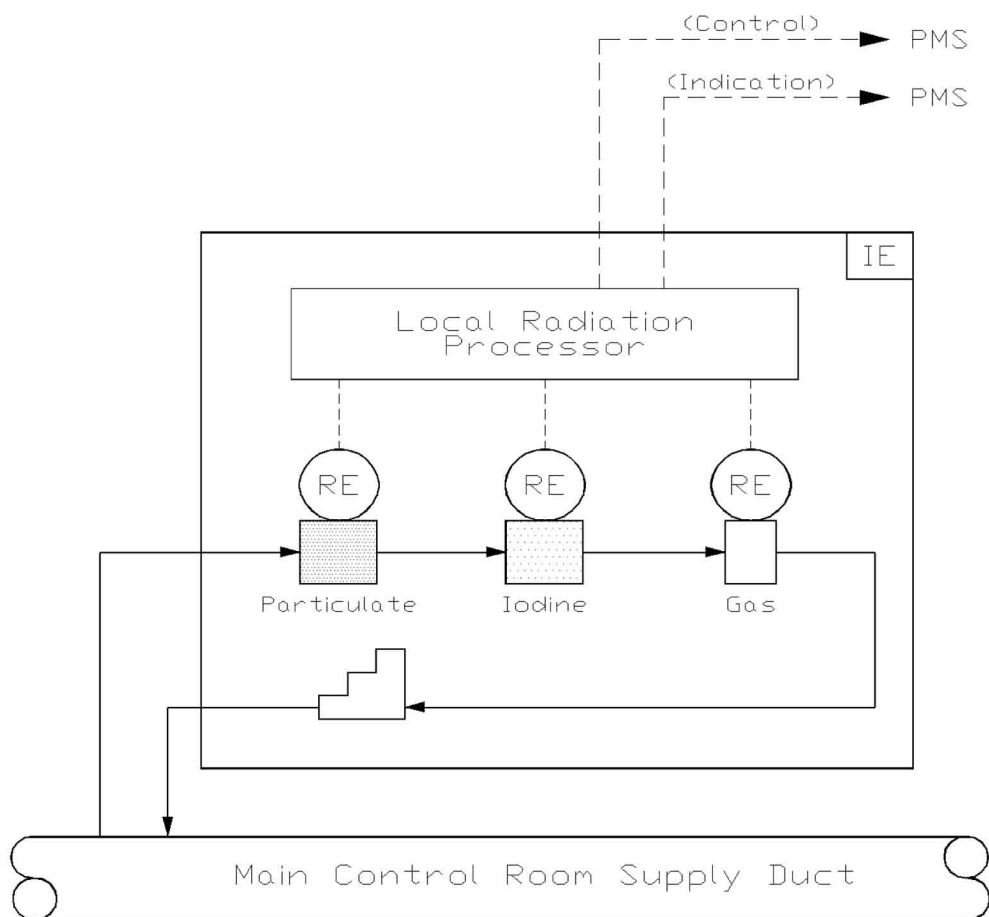 (Control)
PMS
(Indication)
PMS
IE
Local Radiation
Processor
RE
RE
RE
Particulate
Iodine
Gas
Main Control Room Supply Duct